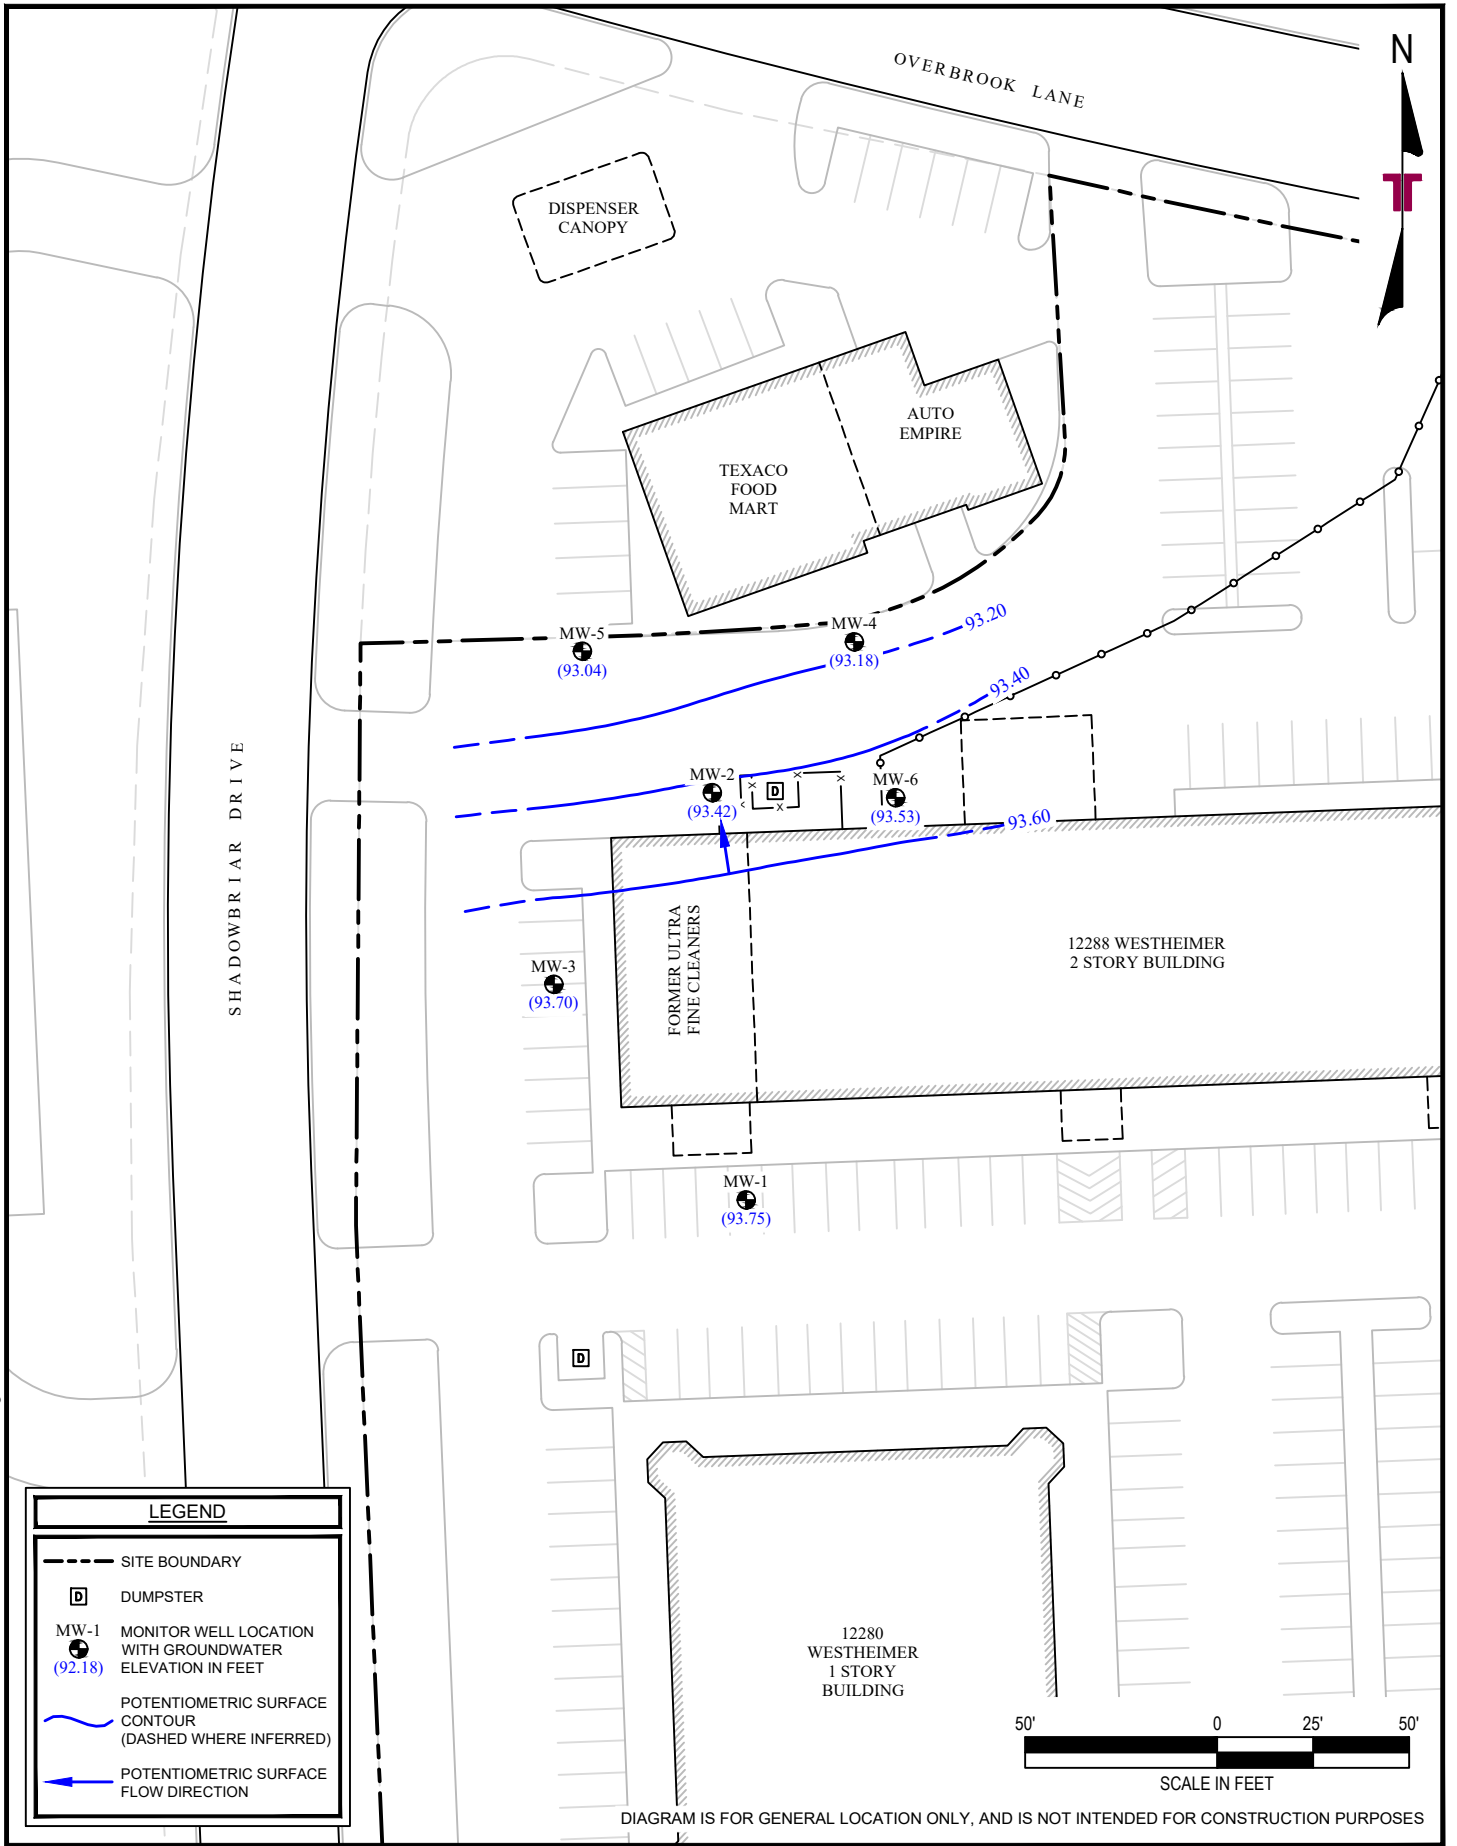 OVERBROOK LANE
N
DISPENSER
CANOPY
AUTO
EMPIRE
TEXACO
FOOD
MART
93.20
MW-5
(93.04)
MW-4
(93.18)
93.40
SHADOWBRIAR DRIVE
MW-2
(93.42)
D
MW-6
(93.53)
93.60
FORMER ULTRA
FINE CLEANERS
12288 WESTHEIMER
2 STORY BUILDING
MW-3
(93.70)
MW-1
(93.75)
D
12280
WESTHEIMER
1 STORY
BUILDING
LEGEND
SITE BOUNDARY
D DUMPSTER
MW-1
(92.18)
MONITOR WELL LOCATION
WITH GROUNDWATER
ELEVATION IN FEET
POTENTIOMETRIC SURFACE
CONTOUR
(DASHED WHERE INFERRED)
POTENTIOMETRIC SURFACE
FLOW DIRECTION
50' 0 25' 50'
SCALE IN FEET
DIAGRAM IS FOR GENERAL LOCATION ONLY, AND IS NOT INTENDED FOR CONSTRUCTION PURPOSES